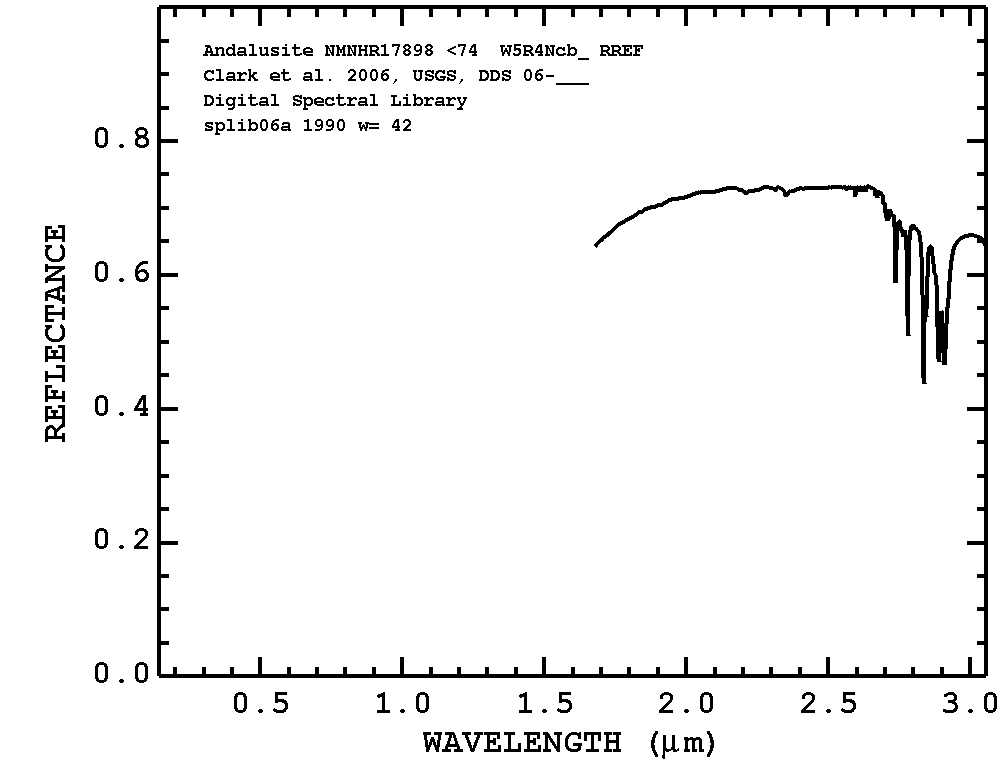 Andalusite NMNHR17898 <74 W5R4Ncb_ RREF
Clark et al. 2006, USGS, DDS 06-___
Digital Spectral Library
splib06a 1990 w= 42
0.8
0.6
0.4
0.2
0.0
REFLECTANCE
0.5 1.0 1.5 2.0 2.5 3.0
WAVELENGTH (μm)